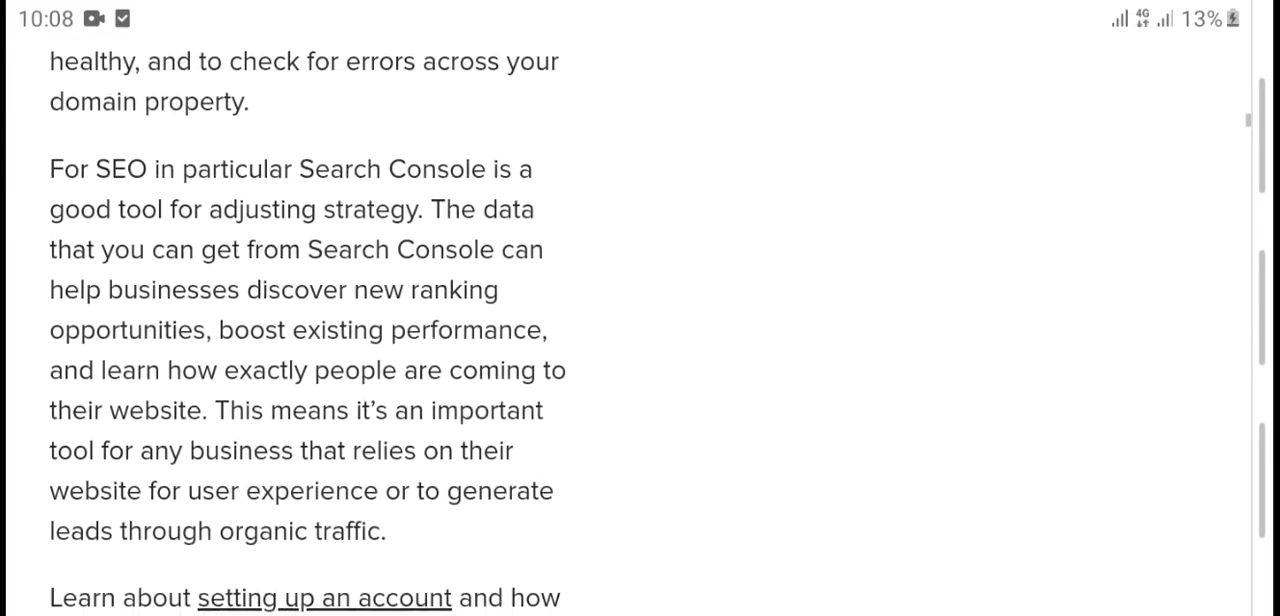 10:08 4G 13%
healthy, and to check for errors across your
domain property.
For SEO in particular Search Console is a
good tool for adjusting strategy. The data
that you can get from Search Console can
help businesses discover new ranking
opportunities, boost existing performance,
and learn how exactly people are coming to
their website. This means it’s an important
tool for any business that relies on their
website for user experience or to generate
leads through organic traffic.
Learn about setting up an account and how